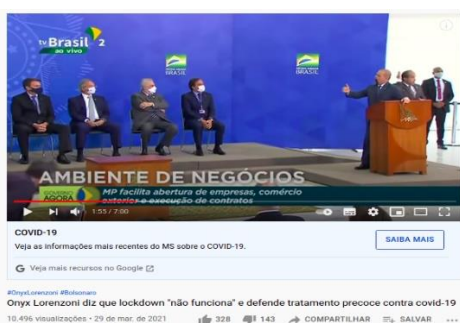 tvBrasil 2
ao vivo
BRASIL
BRASIL
AMBIENTE DE NEGÓCIOS
GOVERNO AGORA
MP facilita abertura de empresas, comércio
exterior e execução de contratos
1:55 / 7:00
COVID-19
Veja as informações mais recentes do MS sobre o COVID-19.
SAIBA MAIS
Veja mais recursos no Google
#OnyxLorenzoni #Bolsonaro
Onyx Lorenzoni diz que lockdown "não funciona" e defende tratamento precoce contra covid-19
10.496 visualizações • 29 de mar. de 2021
328
143
COMPARTILHAR
SALVAR